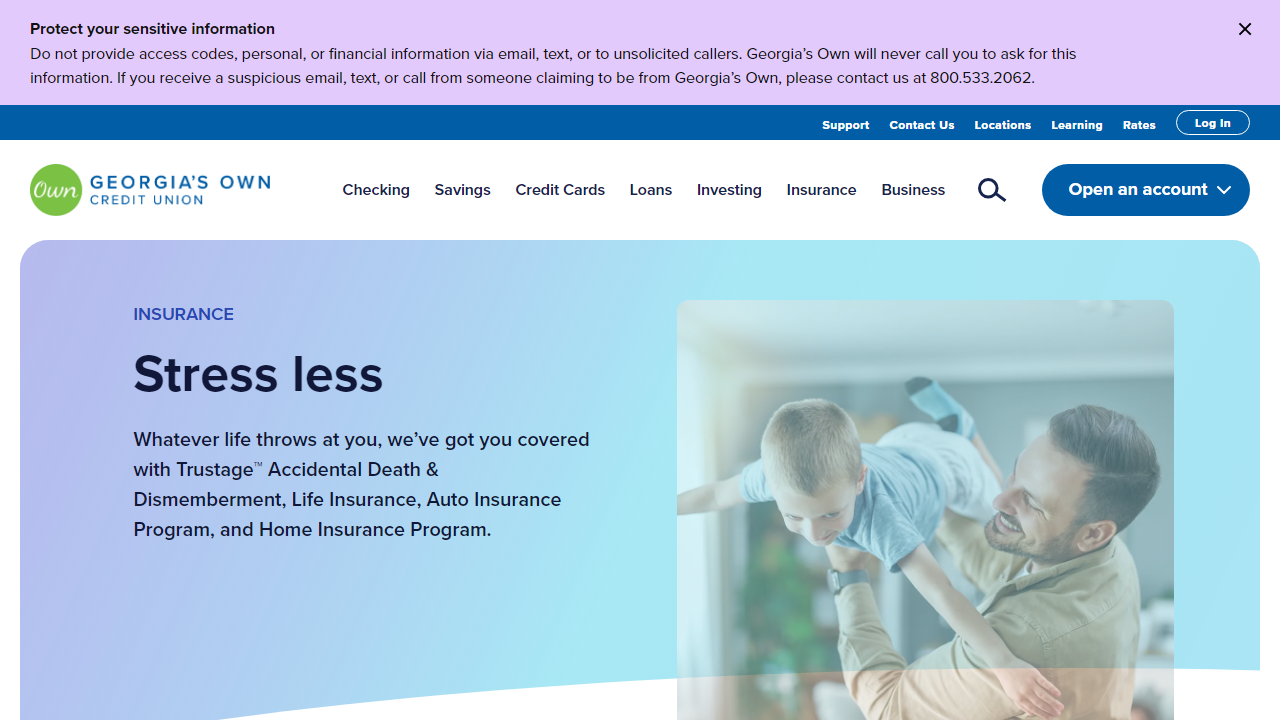 Protect your sensitive information
Do not provide access codes, personal, or financial information via email, text, or to unsolicited callers. Georgia’s Own will never call you to ask for this
information. If you receive a suspicious email, text, or call from someone claiming to be from Georgia’s Own, please contact us at 800.533.2062.
Support Contact Us Locations Learning Rates Log In
Own GEORGIA’S OWN
CREDIT UNION
Checking Savings Credit Cards Loans Investing Insurance Business Open an account
INSURANCE
Stress less
Whatever life throws at you, we’ve got you covered
with Trustage™ Accidental Death &
Dismemberment, Life Insurance, Auto Insurance
Program, and Home Insurance Program.